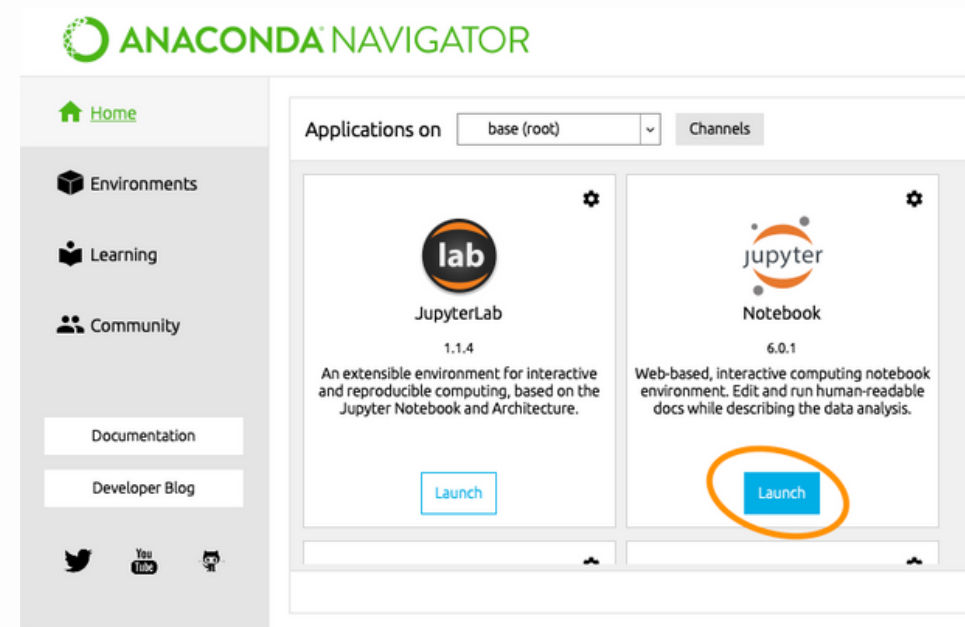 ANACONDA NAVIGATOR
Home
Environments
Learning
Community
Documentation
Developer Blog
You
Tube
Applications on base (root) Channels
lab
JupyterLab
1.1.4
An extensible environment for interactive
and reproducible computing, based on the
Jupyter Notebook and Architecture.
Launch
jupyter
Notebook
6.0.1
Web-based, interactive computing notebook
environment. Edit and run human-readable
docs while describing the data analysis.
Launch